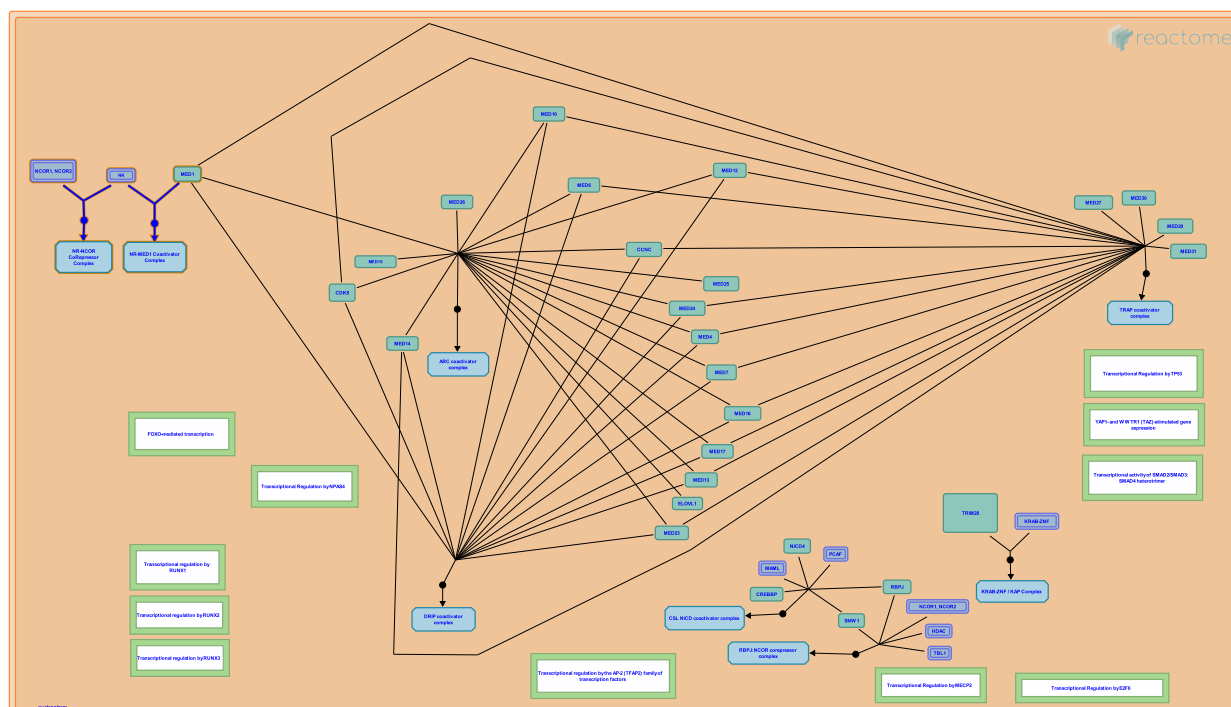 reactome
MED10
NCOR1, NCOR2
NR
MED1
MED12
MED6
MED26
MED27
MED30
MED28
MED31
CCNC
NR-NCOR
CoRepressor
Complex
NR-MED1 Coactivator
Complex
MED15
CDK8
MED25
MED24
TRAP coactivator
complex
MED4
MED14
ARC coactivator
complex
MED7
Transcriptional Regulation by TP53
MED16
YAP1- and WWTR1 (TAZ)-stimulated gene
expression
FOXO-mediated transcription
MED17
Transcriptional activity of SMAD2/SMAD3:
SMAD4 heterotrimer
MED13
Transcriptional Regulation by NPAS4
ELOVL1
TRIM28
KRAB-ZNF
MED23
NICD4
PCAF
Transcriptional regulation by
RUNX1
MAML
CREBBP
RBPJ
KRAB-ZNF / KAP Complex
NCOR1, NCOR2
Transcriptional regulation by RUNX2
DRIP coactivator
complex
CSL NICD coactivator complex
SNW1
HDAC
RBPJ:NCOR corepressor
complex
TBL1
Transcriptional regulation by RUNX3
Transcriptional regulation by the AP-2 (TFAP2) family of
transcription factors
Transcriptional Regulation by MECP2
Transcriptional Regulation by E2F6